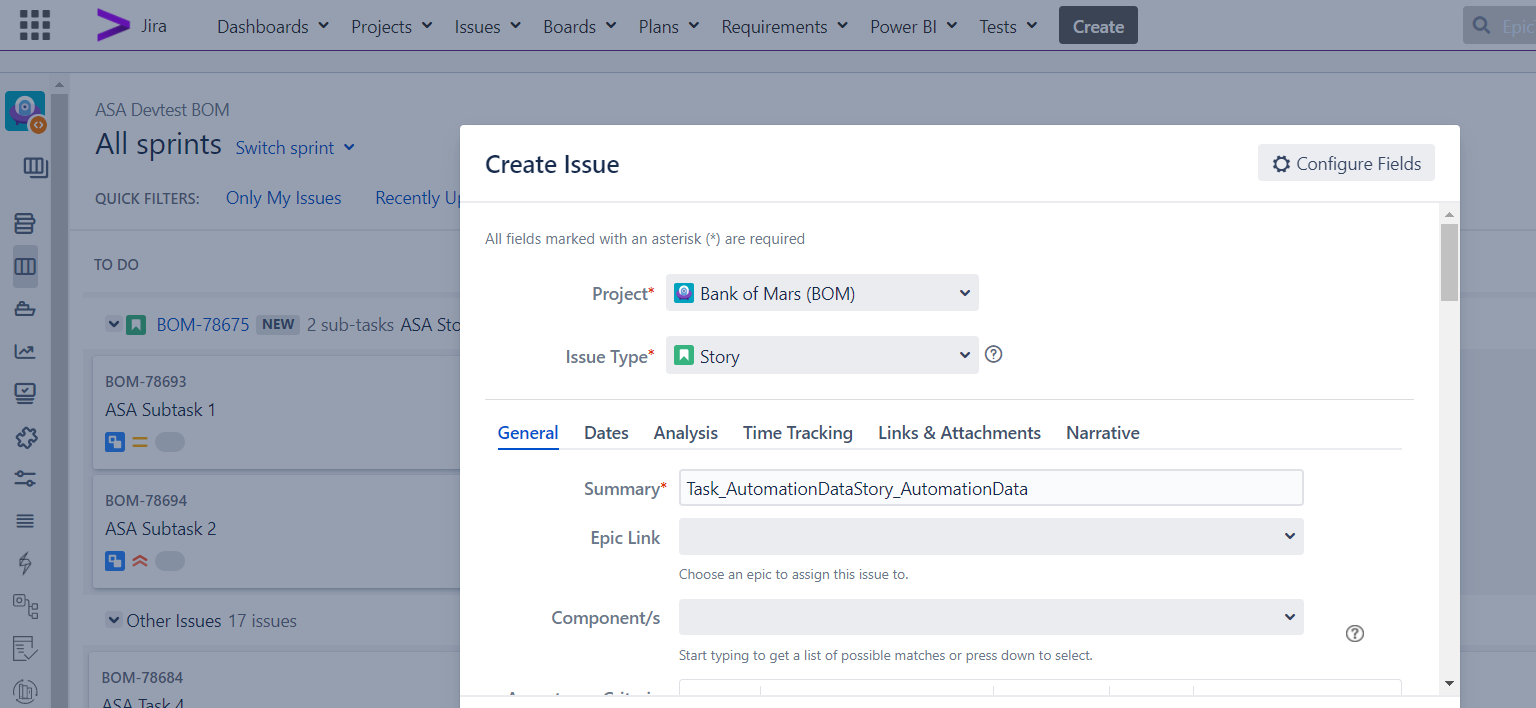 Jira Dashboards Projects Issues Boards Plans Requirements Power BI Tests Create Epic
ASA Devtest BOM
All sprints Switch sprint
QUICK FILTERS: Only My Issues Recently Up
TO DO
BOM-78675 NEW 2 sub-tasks ASA Sto
BOM-78693
ASA Subtask 1
BOM-78694
ASA Subtask 2
Other Issues 17 issues
BOM-78684
ASA Task 4
Create Issue Configure Fields
All fields marked with an asterisk (*) are required
Project* Bank of Mars (BOM)
Issue Type* Story
General Dates Analysis Time Tracking Links & Attachments Narrative
Summary* Task_AutomationDataStory_AutomationData
Epic Link
Choose an epic to assign this issue to.
Component/s
Start typing to get a list of possible matches or press down to select.